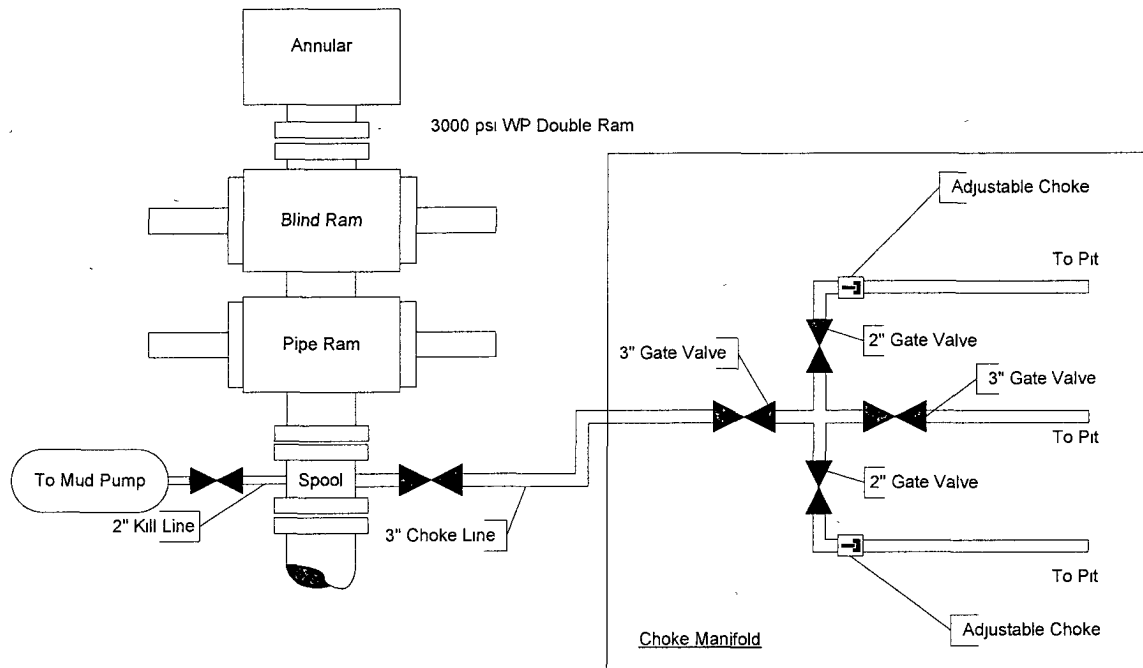 Annular
3000 psi WP Double Ram
Adjustable Choke
Blind Ram
To Pit
2" Gate Valve
Pipe Ram
3" Gate Valve
3" Gate Valve
To Pit
To Mud Pump
Spool
2" Gate Valve
2" Kill Line
3" Choke Line
To Pit
Choke Manifold
Adjustable Choke